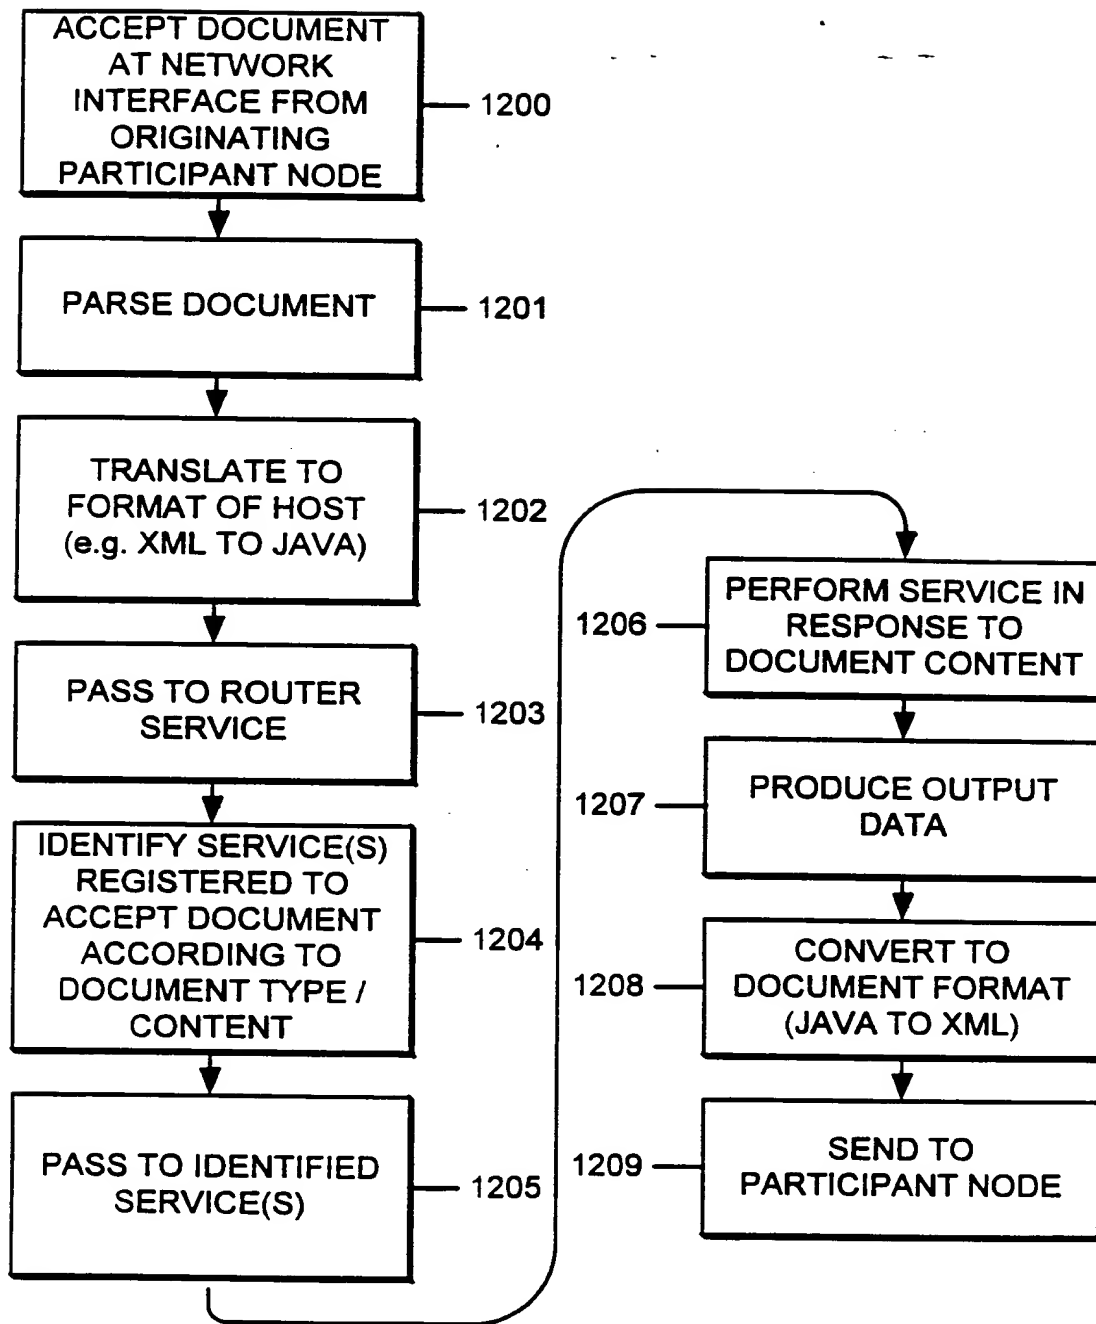 ACCEPT DOCUMENT
AT NETWORK
INTERFACE FROM
ORIGINATING
PARTICIPANT NODE
1200
PARSE DOCUMENT
1201
TRANSLATE TO
FORMAT OF HOST
(e.g. XML TO JAVA)
1202
PASS TO ROUTER
SERVICE
1203
IDENTIFY SERVICE(S)
REGISTERED TO
ACCEPT DOCUMENT
ACCORDING TO
DOCUMENT TYPE /
CONTENT
1204
PASS TO IDENTIFIED
SERVICE(S)
1205
PERFORM SERVICE IN
RESPONSE TO
DOCUMENT CONTENT
1206
PRODUCE OUTPUT
DATA
1207
CONVERT TO
DOCUMENT FORMAT
(JAVA TO XML)
1208
SEND TO
PARTICIPANT NODE
1209